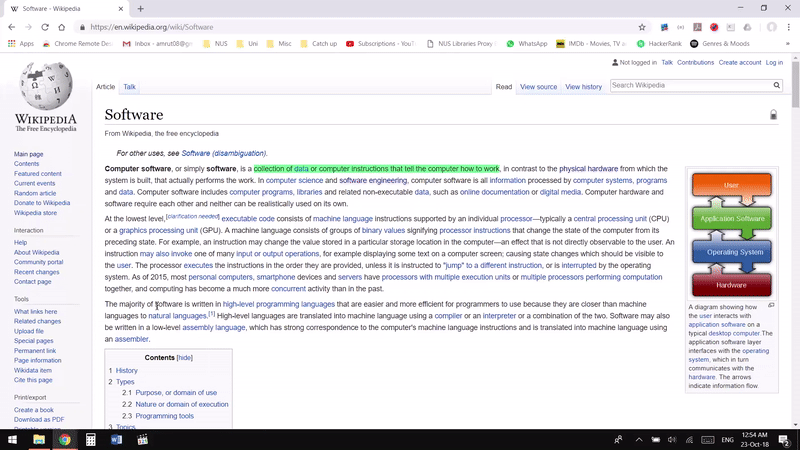 Software - Wikipedia
https://en.wikipedia.org/wiki/Software
Apps Chrome Remote Des Inbox - amrut08@gmai NUS Uni Misc Catch up Subscriptions - YouTu NUS Libraries Proxy WhatsApp IMDb - Movies, TV an HackerRank Genres & Moods
Not logged in Talk Contributions Create account Log in
Article Talk Read View source View history Search Wikipedia
WIKIPEDIA
The Free Encyclopedia
Main page
Contents
Featured content
Current events
Random article
Donate to Wikipedia
Wikipedia store
Interaction
Help
About Wikipedia
Community portal
Recent changes
Contact page
Tools
What links here
Related changes
Upload file
Special pages
Permanent link
Page information
Wikidata item
Cite this page
Print/export
Create a book
Download as PDF
Software
From Wikipedia, the free encyclopedia
For other uses, see Software (disambiguation).
Computer software, or simply software, is a collection of data or computer instructions that tell the computer how to work, in contrast to the physical hardware from which the
system is built, that actually performs the work. In computer science and software engineering, computer software is all information processed by computer systems, programs
and data. Computer software includes computer programs, libraries and related non-executable data, such as online documentation or digital media. Computer hardware and
software require each other and neither can be realistically used on its own.
At the lowest level,[clarification needed] executable code consists of machine language instructions supported by an individual processor—typically a central processing unit (CPU)
or a graphics processing unit (GPU). A machine language consists of groups of binary values signifying processor instructions that change the state of the computer from its
preceding state. For example, an instruction may change the value stored in a particular storage location in the computer—an effect that is not directly observable to the user. An
instruction may also invoke one of many input or output operations, for example displaying some text on a computer screen; causing state changes which should be visible to
the user. The processor executes the instructions in the order they are provided, unless it is instructed to "jump" to a different instruction, or is interrupted by the operating
system. As of 2015, most personal computers, smartphone devices and servers have processors with multiple execution units or multiple processors performing computation
together, and computing has become a much more concurrent activity than in the past.
The majority of software is written in high-level programming languages that are easier and more efficient for programmers to use because they are closer than machine
languages to natural languages.[1] High-level languages are translated into machine language using a compiler or an interpreter or a combination of the two. Software may also
be written in a low-level assembly language, which has strong correspondence to the computer's machine language instructions and is translated into machine language using
an assembler.
Contents [hide]
1 History
2 Types
2.1 Purpose, or domain of use
2.2 Nature or domain of execution
2.3 Programming tools
3 Topics
User
Application Software
Operating System
Hardware
A diagram showing how
the user interacts with
application software on a
typical desktop computer.The
application software layer
interfaces with the operating
system, which in turn
communicates with the
hardware. The arrows
indicate information flow.
ENG
12:54 AM
23-Oct-18
2